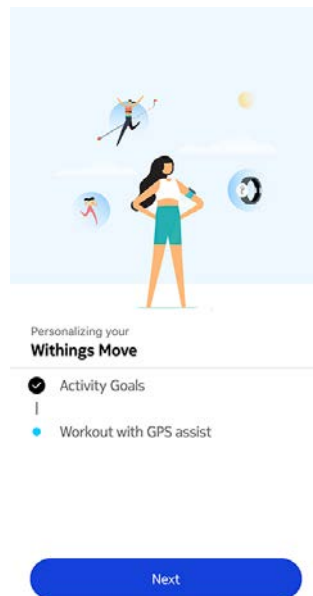 Personalizing your
Withings Move
Activity Goals
Workout with GPS assist
Next